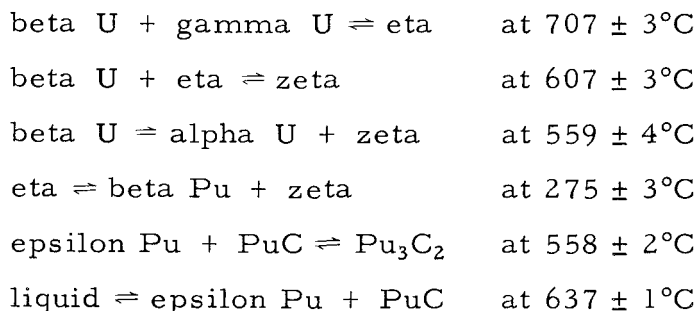 beta U + gamma U ⇌ eta at 707 ± 3°C
beta U + eta ⇌ zeta at 607 ± 3°C
beta U ⇌ alpha U + zeta at 559 ± 4°C
eta ⇌ beta Pu + zeta at 275 ± 3°C
epsilon Pu + PuC ⇌ Pu₃C₂ at 558 ± 2°C
liquid ⇌ epsilon Pu + PuC at 637 ± 1°C